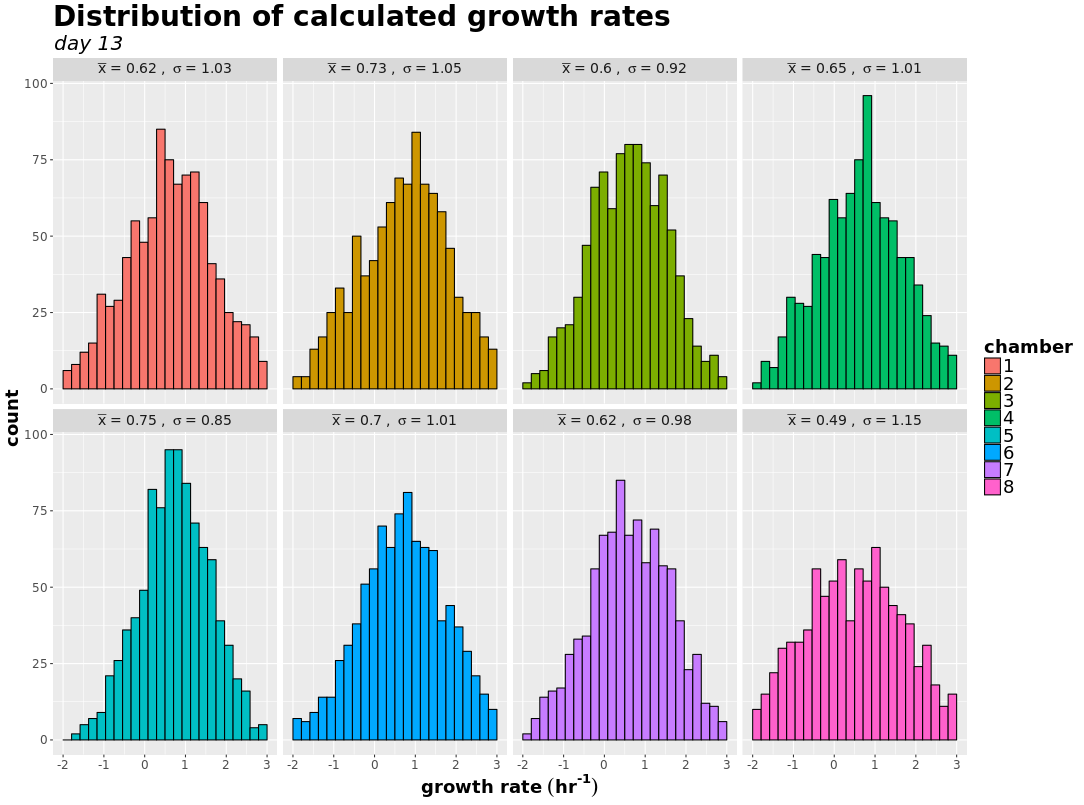 Distribution of calculated growth rates
day 13
x̅ = 0.62 , σ = 1.03
x̅ = 0.73 , σ = 1.05
x̅ = 0.6 , σ = 0.92
x̅ = 0.65 , σ = 1.01
100
75
50
25
0
x̅ = 0.75 , σ = 0.85
x̅ = 0.7 , σ = 1.01
x̅ = 0.62 , σ = 0.98
x̅ = 0.49 , σ = 1.15
100
75
50
25
0
-2 -1 0 1 2 3
-2 -1 0 1 2 3
-2 -1 0 1 2 3
-2 -1 0 1 2 3
growth rate (hr⁻¹)
count
chamber
1
2
3
4
5
6
7
8